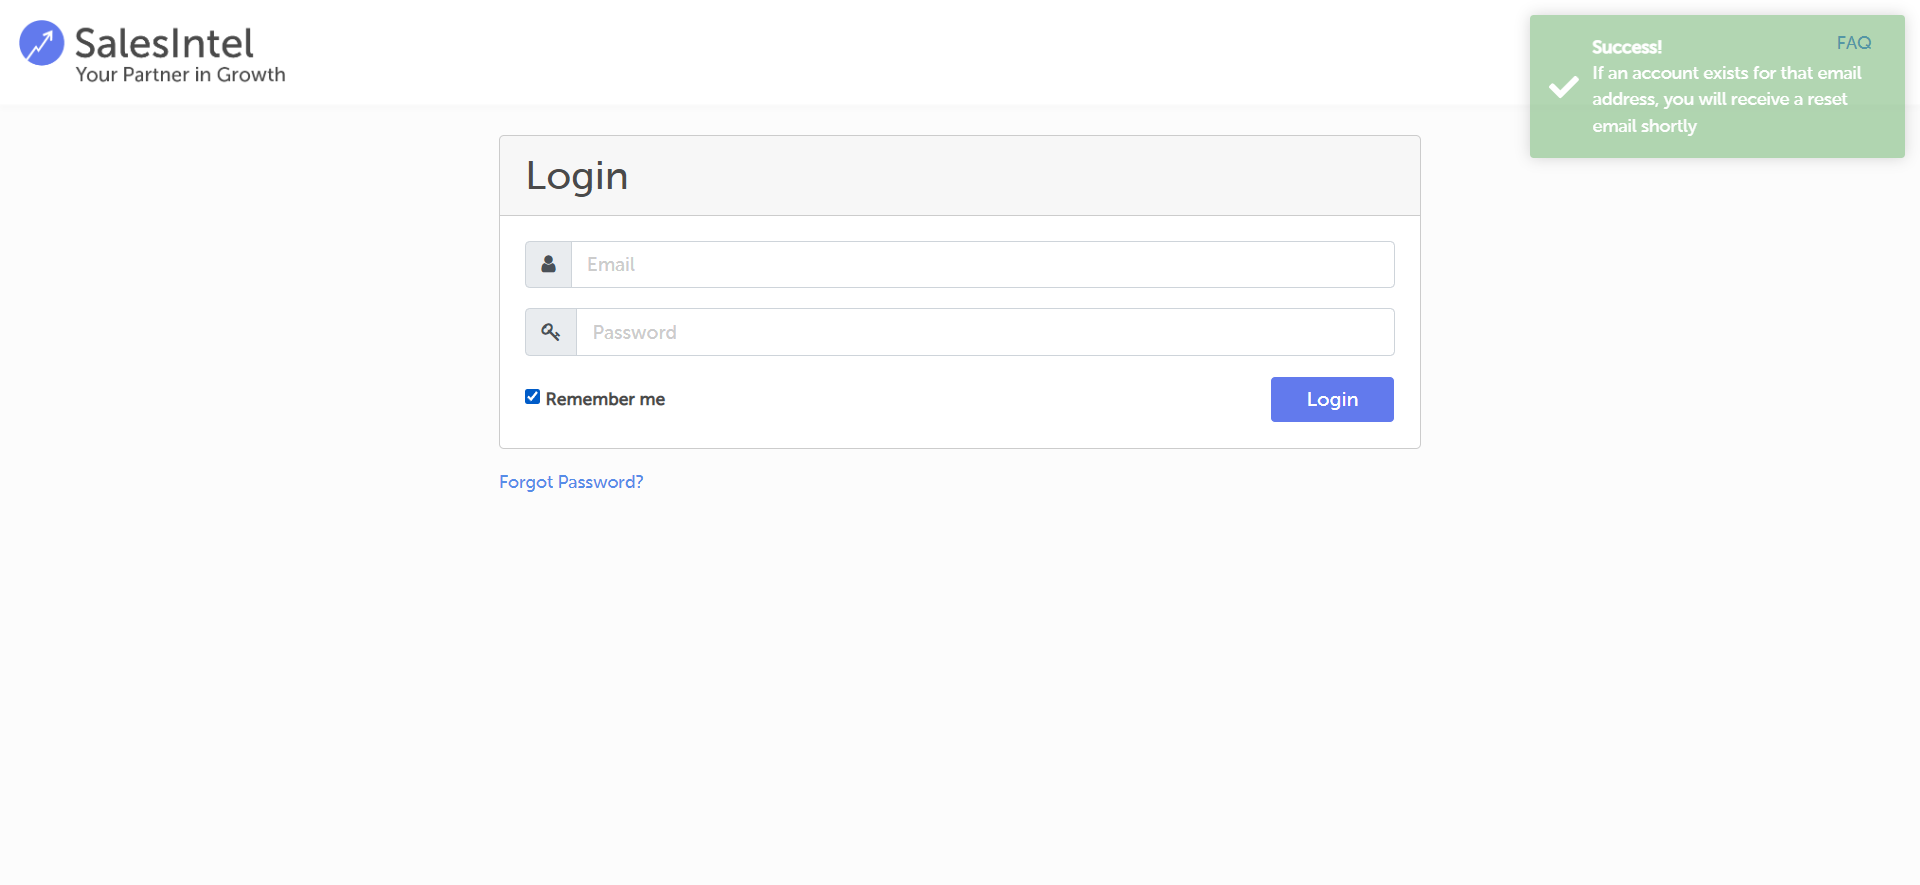 SalesIntel
Your Partner in Growth
FAQ
Success!
If an account exists for that email
address, you will receive a reset
email shortly
Login
Email
Password
Remember me
Login
Forgot Password?